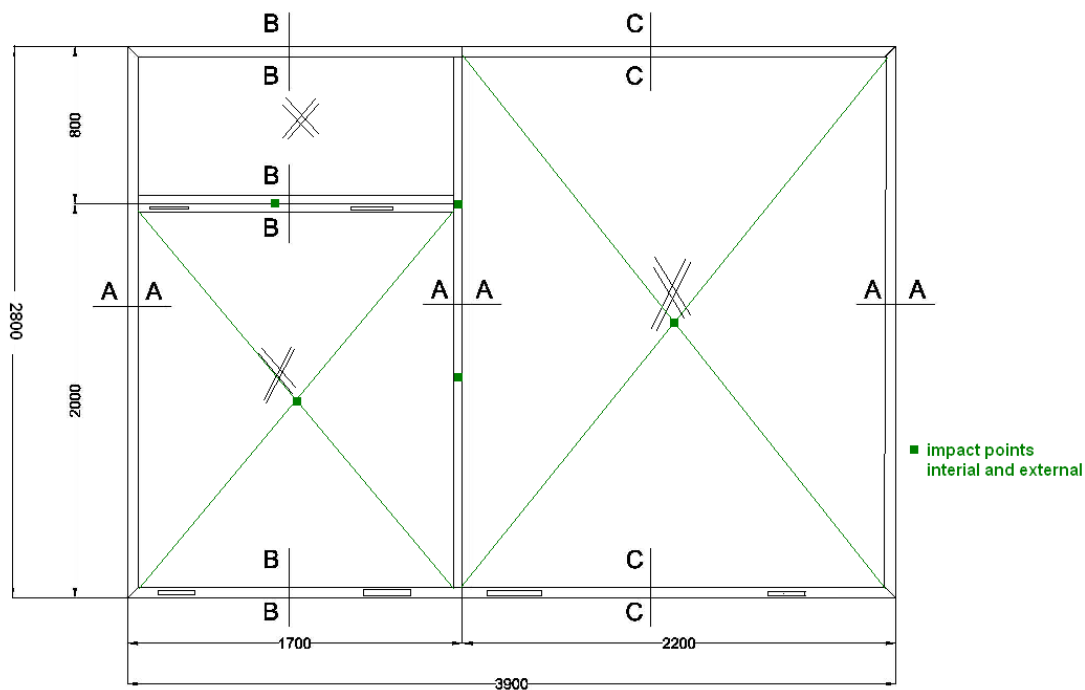 B
C
B
C
800
B
B
A
A
A
A
A
A
2800
2000
impact points
interial and external
B
C
B
C
1700
2200
3900